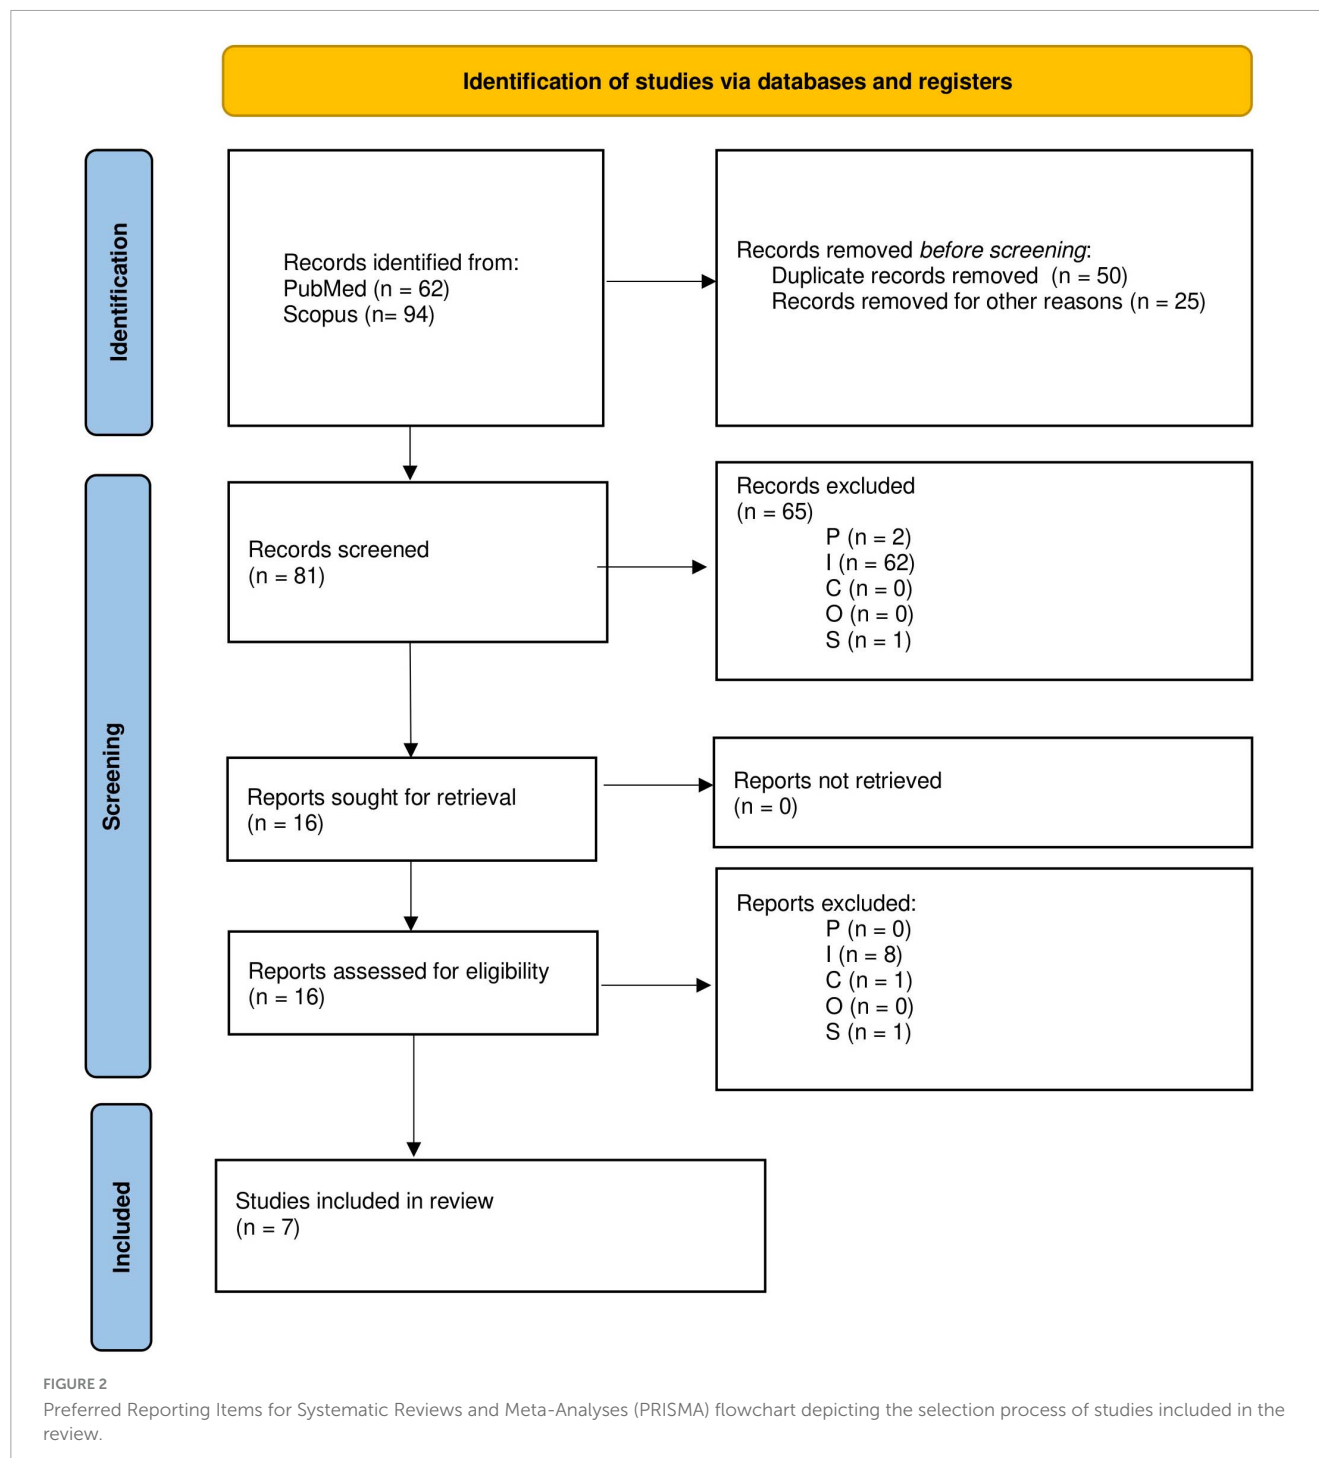 Identification of studies via databases and registers
Identification
Records identified from:
PubMed (n = 62)
Scopus (n= 94)
Records removed before screening:
Duplicate records removed  (n = 50)
Records removed for other reasons (n = 25)
Screening
Records screened
(n = 81)
Records excluded
(n = 65)
P (n = 2)
I (n = 62)
C (n = 0)
O (n = 0)
S (n = 1)
Reports sought for retrieval
(n = 16)
Reports not retrieved
(n = 0)
Reports assessed for eligibility
(n = 16)
Reports excluded:
P (n = 0)
I (n = 8)
C (n = 1)
O (n = 0)
S (n = 1)
Included
Studies included in review
(n = 7)
FIGURE 2
Preferred Reporting Items for Systematic Reviews and Meta-Analyses (PRISMA) flowchart depicting the selection process of studies included in the
review.